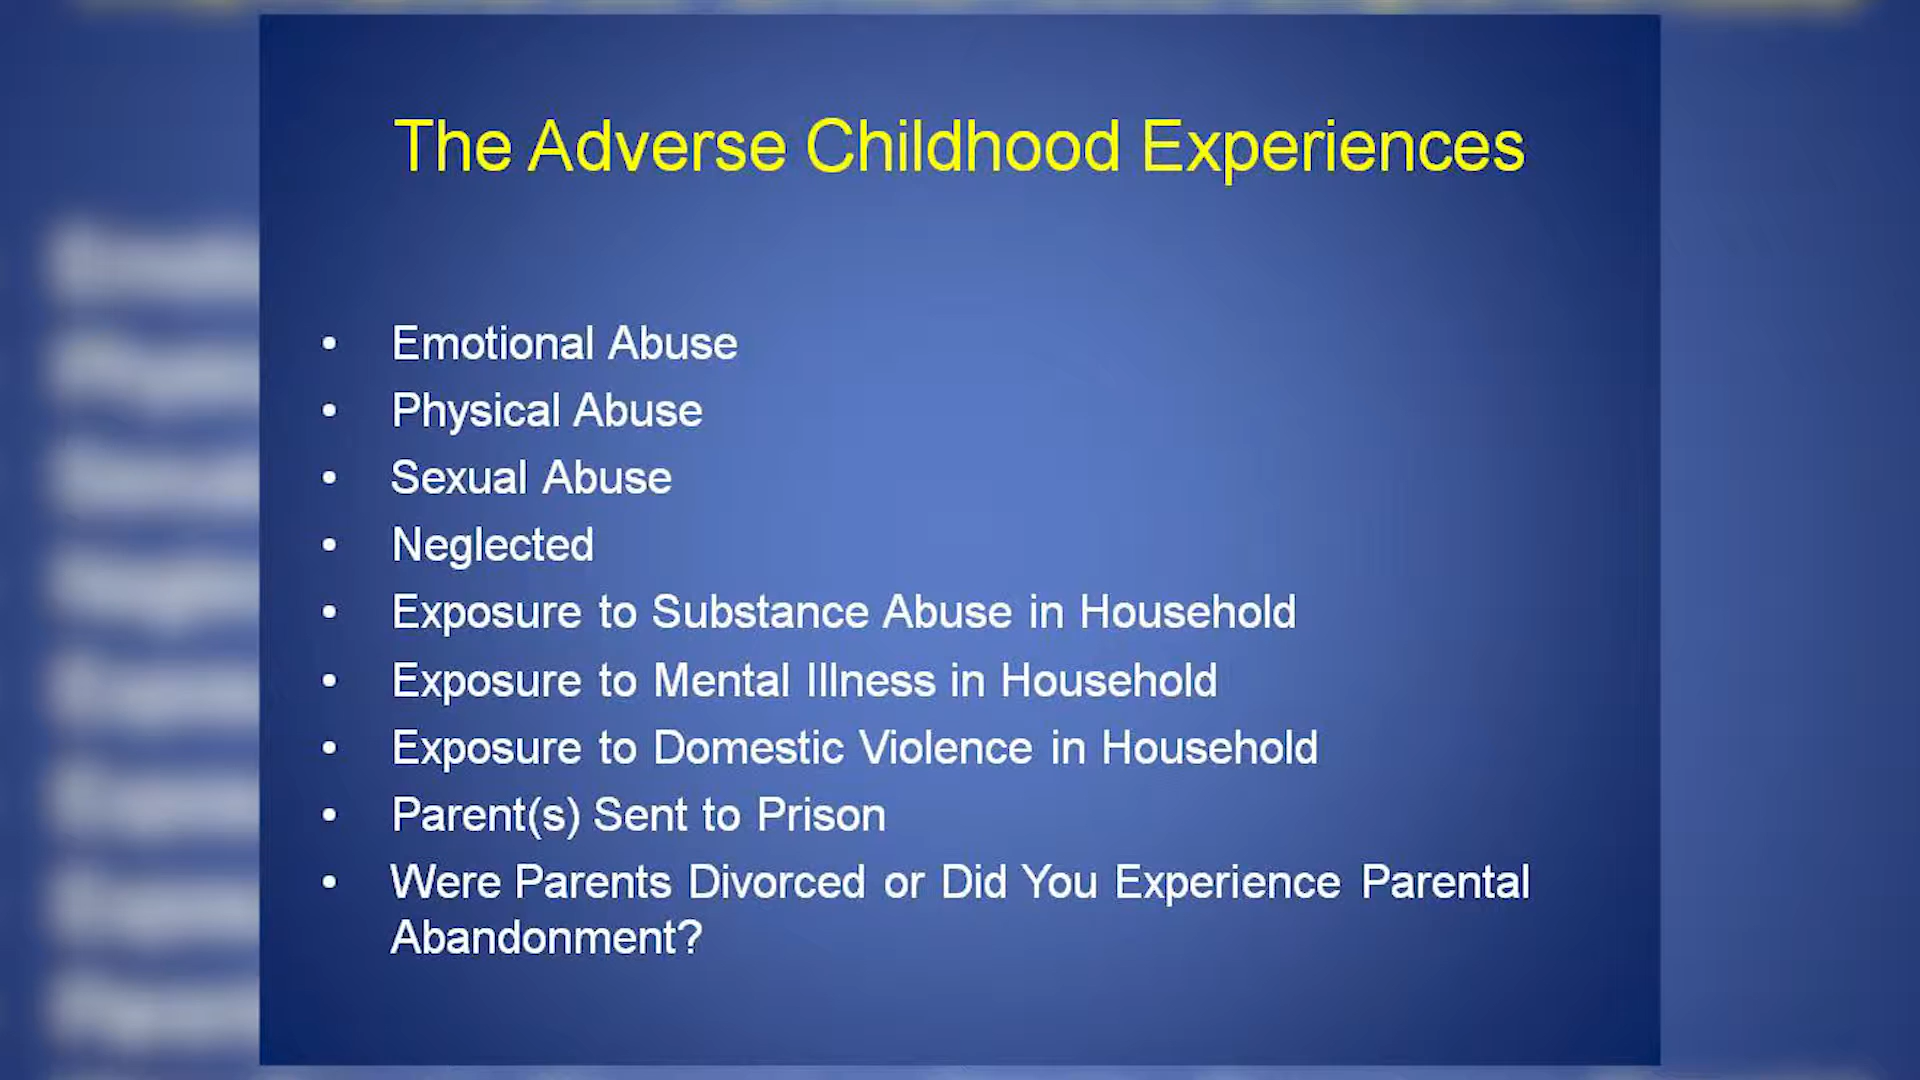 The Adverse Childhood Experiences
• Emotional Abuse
• Physical Abuse
• Sexual Abuse
• Neglected
• Exposure to Substance Abuse in Household
• Exposure to Mental Illness in Household
• Exposure to Domestic Violence in Household
• Parent(s) Sent to Prison
• Were Parents Divorced or Did You Experience Parental
Abandonment?